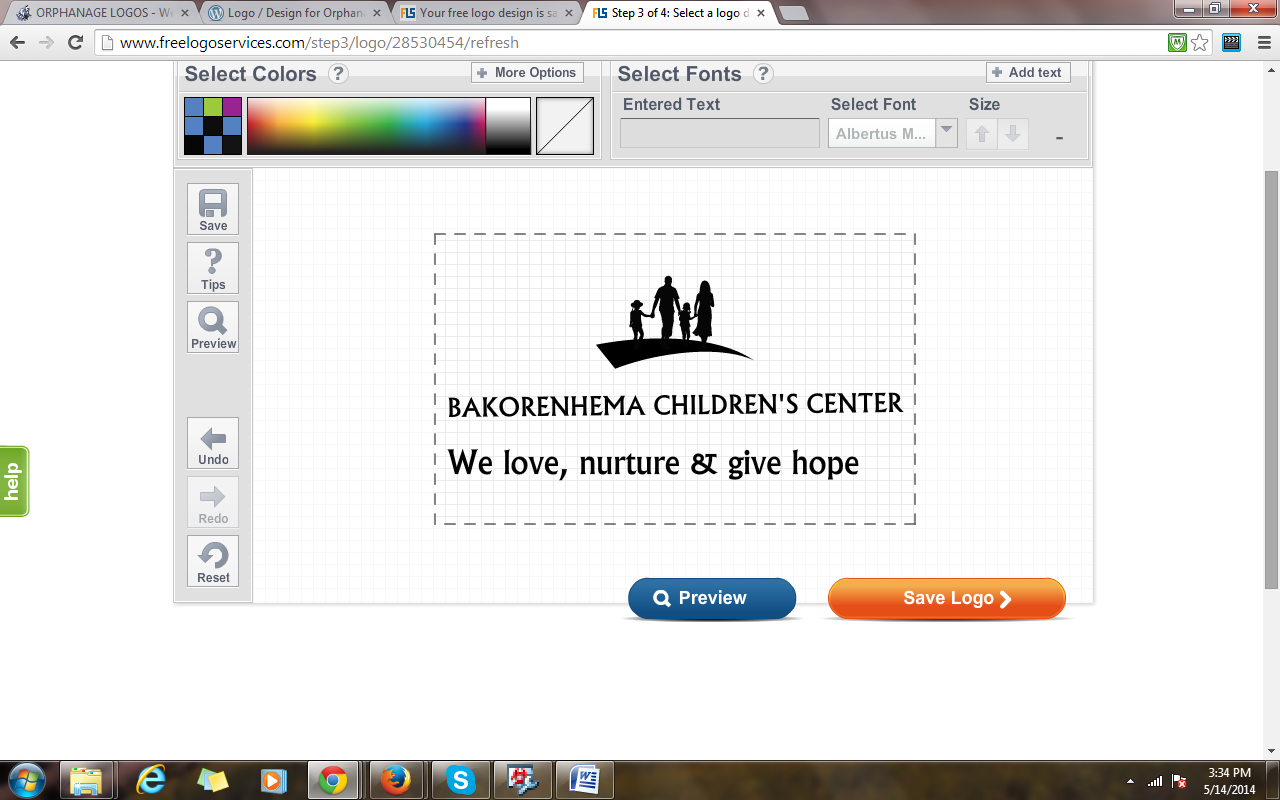 ORPHANAGE LOGOS - We
Logo / Design for Orphan
Your free logo design is sa
Step 3 of 4: Select a logo d
www.freelogoservices.com/step3/logo/28530454/refresh
Select Colors ? + More Options
Select Fonts ? + Add text
Entered Text Select Font Size
Albertus M... -
Save
Tips
Preview
Undo
Redo
Reset
help
BAKORENHEMA CHILDREN'S CENTER
We love, nurture & give hope
Preview
Save Logo
3:34 PM
5/14/2014